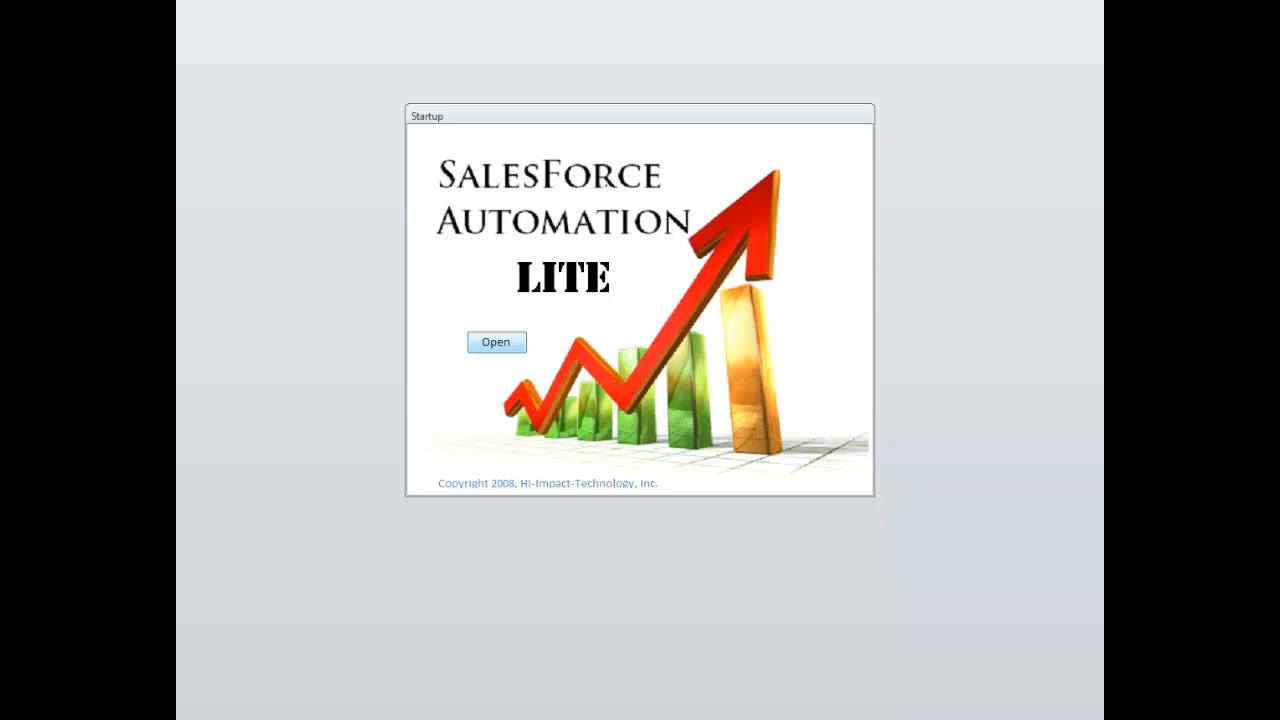 Startup
SALESFORCE
AUTOMATION
LITE
Open
Copyright 2008, Hi-Impact-Technology, Inc.